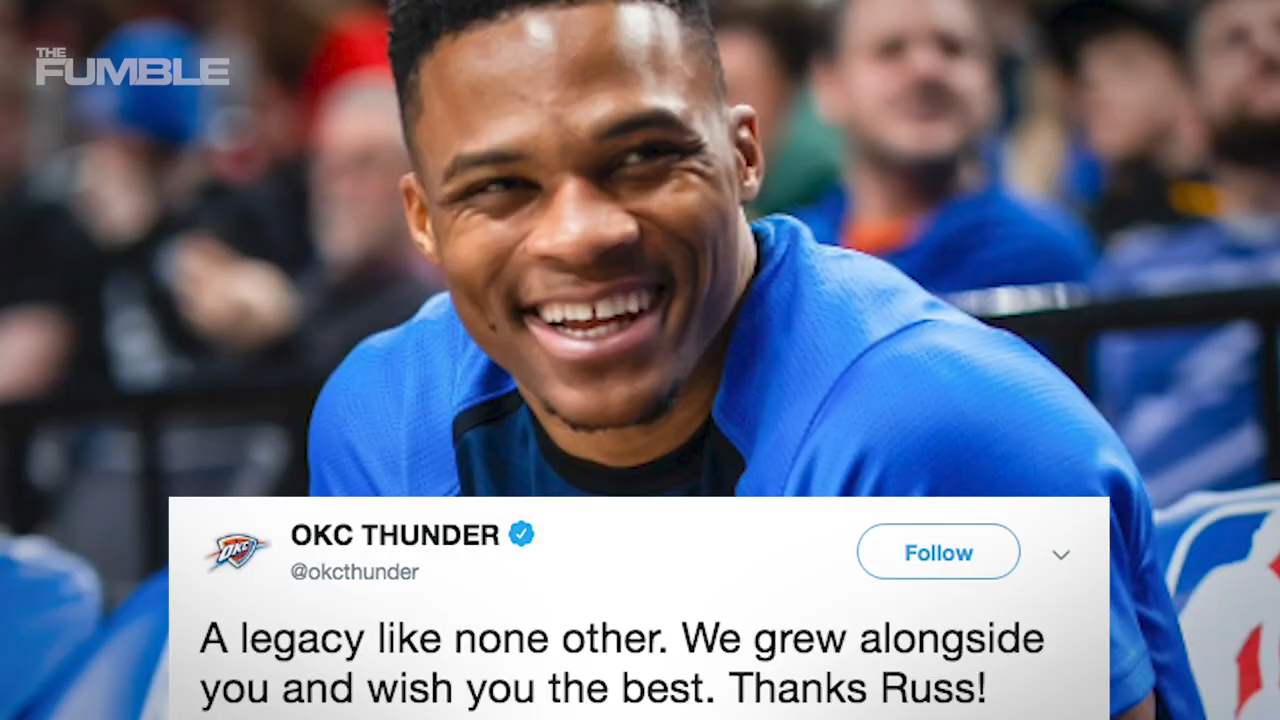 THE
FUMBLE
OKC THUNDER
@okcthunder
Follow
OKC
A legacy like none other. We grew alongside
you and wish you the best. Thanks Russ!